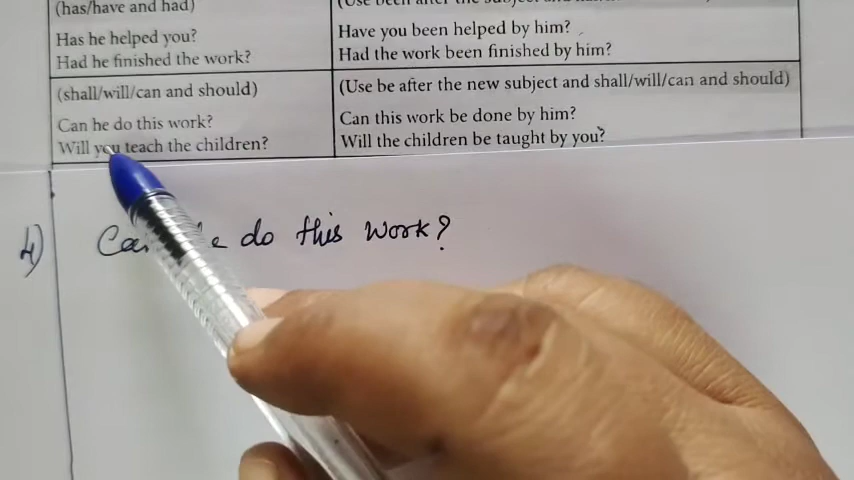 (has/have and had)
Has he helped you?
Had he finished the work?
Have you been helped by him?
Had the work been finished by him?
(shall/will/can and should)
Can he do this work?
Will you teach the children?
(Use be after the new subject and shall/will/can and should)
Can this work be done by him?
Will the children be taught by you?
4) do this work?